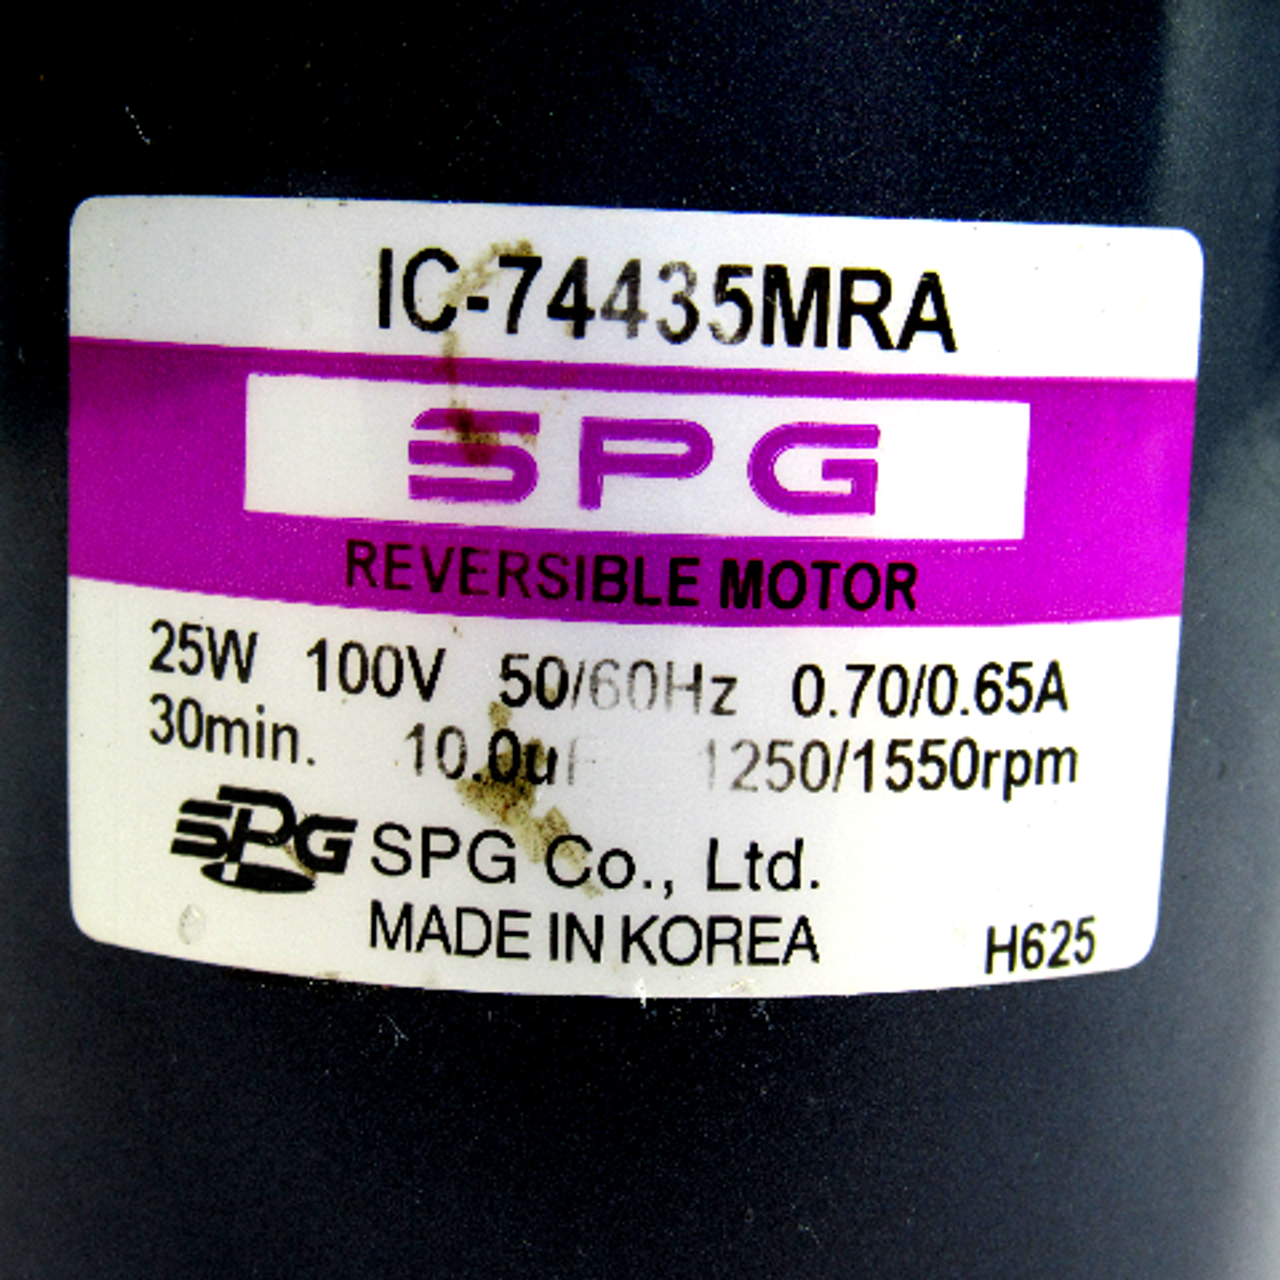 IC-74435MRA
SPG
REVERSIBLE MOTOR
25W 100V 50/60Hz 0.70/0.65A
30min. 10.0uF 1250/1550rpm
SPG SPG Co., Ltd.
MADE IN KOREA
H625